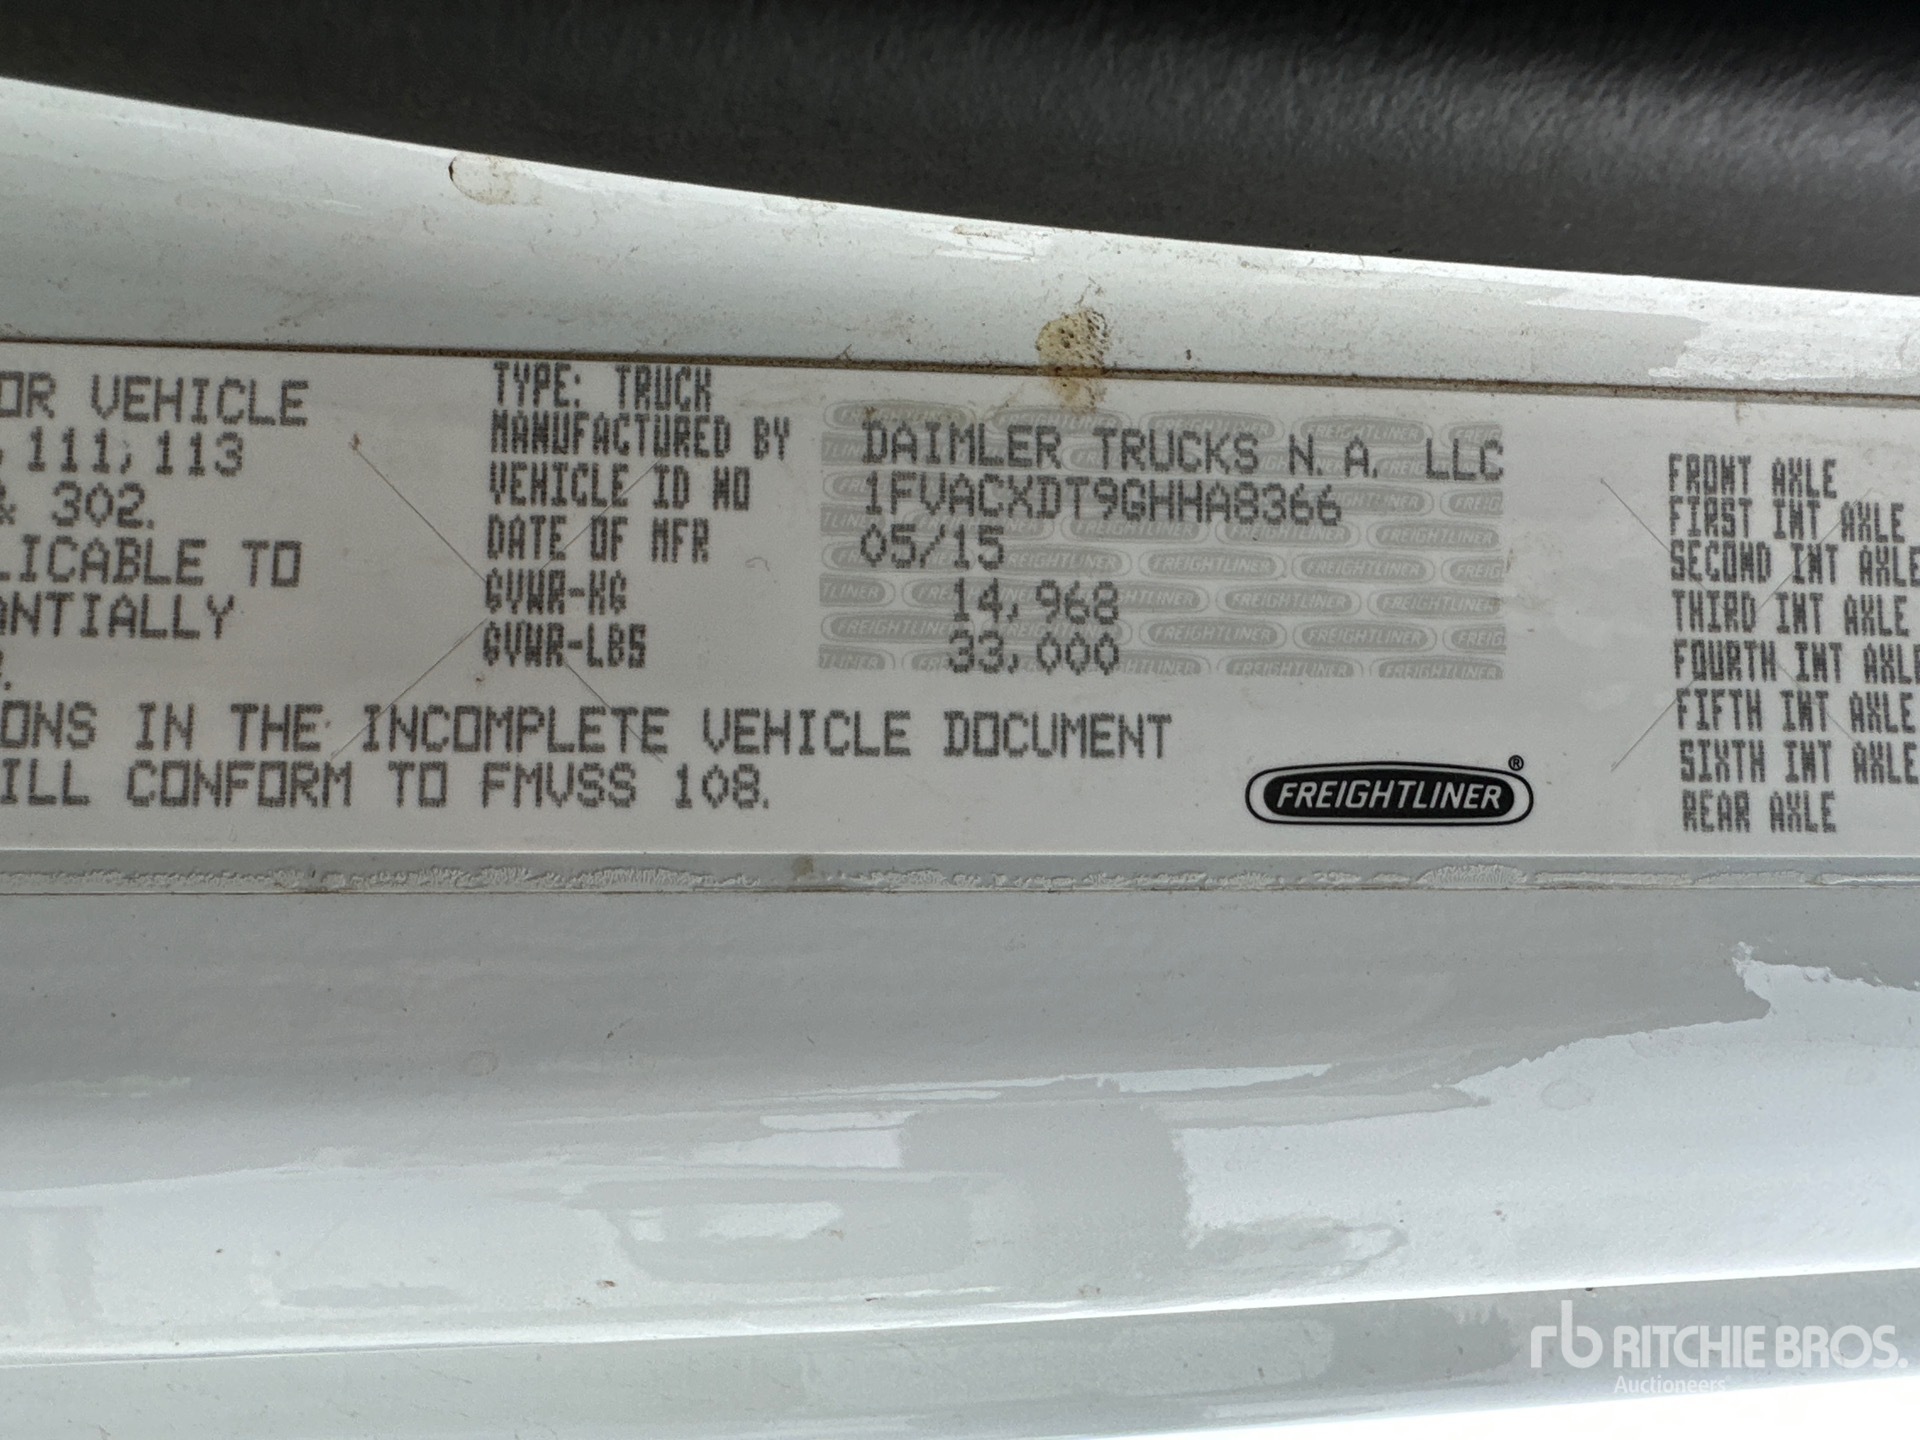 OR VEHICLE
, 111, 113
& 302.
LICABLE TO
ANTIALLY
ONS IN THE INCOMPLETE VEHICLE DOCUMENT
ILL CONFORM TO FMVSS 108.
TYPE: TRUCK
MANUFACTURED BY DAIMLER TRUCKS N.A. LLC
VEHICLE ID NO 1FVACXDT9GHHA8366
DATE OF MFR 05/15
GVWR-KG 14,968
GVWR-LBS 33,000
FREIGHTLINER®
FRONT AXLE
FIRST INT AXLE
SECOND INT AXLE
THIRD INT AXLE
FOURTH INT AXLE
FIFTH INT AXLE
SIXTH INT AXLE
REAR AXLE
rb RITCHIE BROS.
Auctioneers